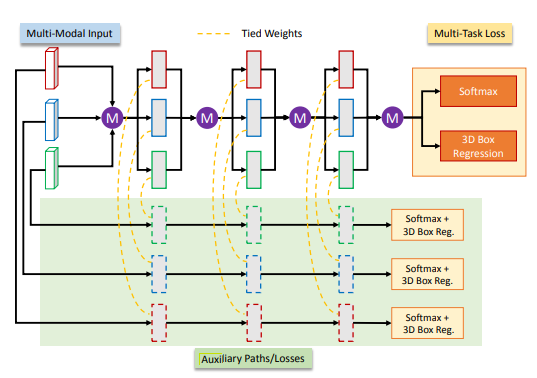 Multi-Modal Input
Tied Weights
Multi-Task Loss
M
M
M
M
Softmax
3D Box
Regression
Softmax +
3D Box Reg.
Softmax +
3D Box Reg.
Softmax +
3D Box Reg.
Auxiliary Paths/Losses